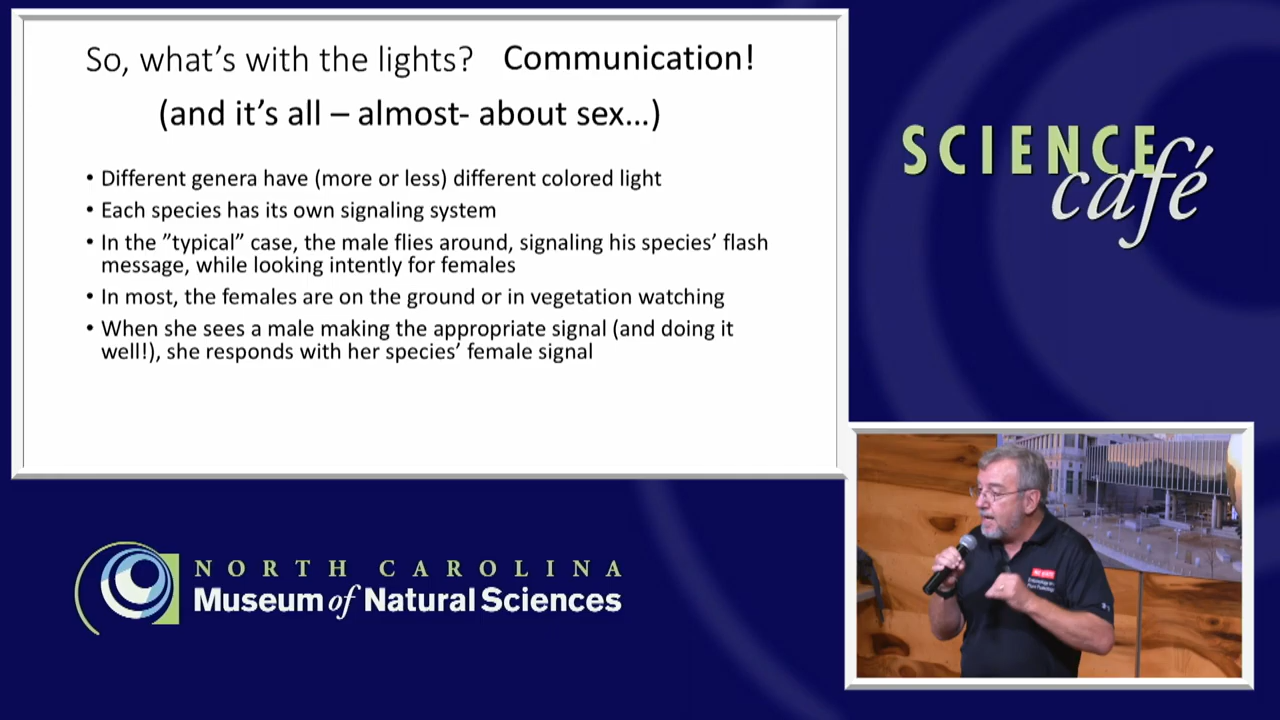 So, what's with the lights? Communication!
(and it's all – almost- about sex...)
• Different genera have (more or less) different colored light
• Each species has its own signaling system
• In the ”typical” case, the male flies around, signaling his species' flash
message, while looking intently for females
• In most, the females are on the ground or in vegetation watching
• When she sees a male making the appropriate signal (and doing it
well!), she responds with her species' female signal
SCIENCE
café
NORTH CAROLINA
Museum of Natural Sciences